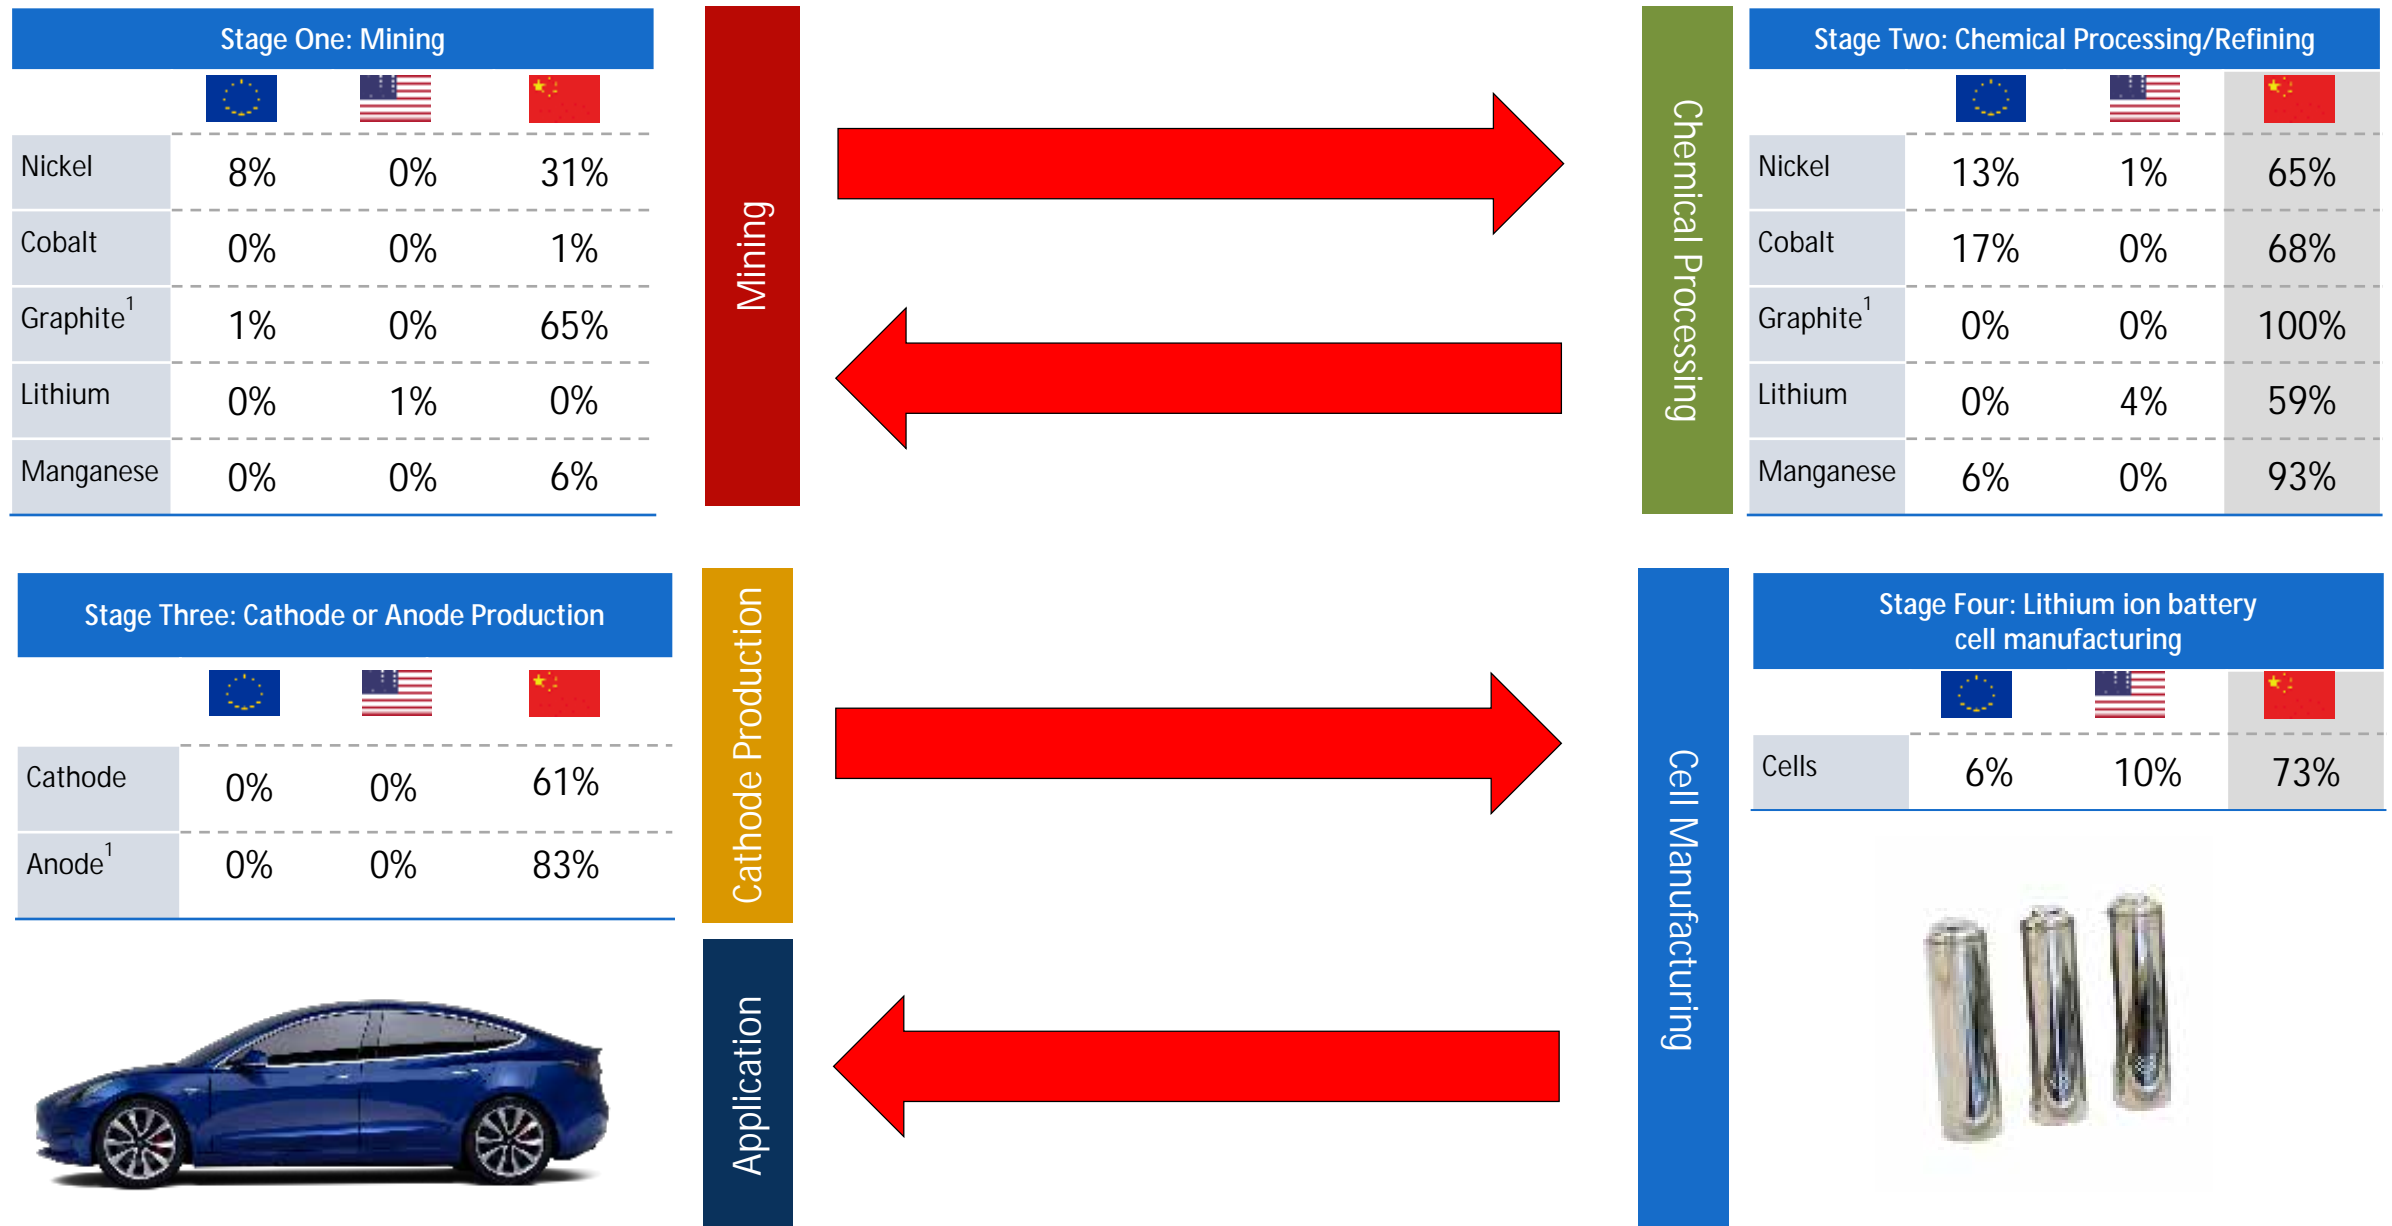 Stage One: Mining
Nickel 8% 0% 31%
Cobalt 0% 0% 1%
Graphite1 1% 0% 65%
Lithium 0% 1% 0%
Manganese 0% 0% 6%
Mining
Chemical Processing
Stage Two: Chemical Processing/Refining
Nickel 13% 1% 65%
Cobalt 17% 0% 68%
Graphite1 0% 0% 100%
Lithium 0% 4% 59%
Manganese 6% 0% 93%
Stage Three: Cathode or Anode Production
Cathode 0% 0% 61%
Anode1 0% 0% 83%
Cathode Production
Application
Cell Manufacturing
Stage Four: Lithium ion battery
cell manufacturing
Cells 6% 10% 73%